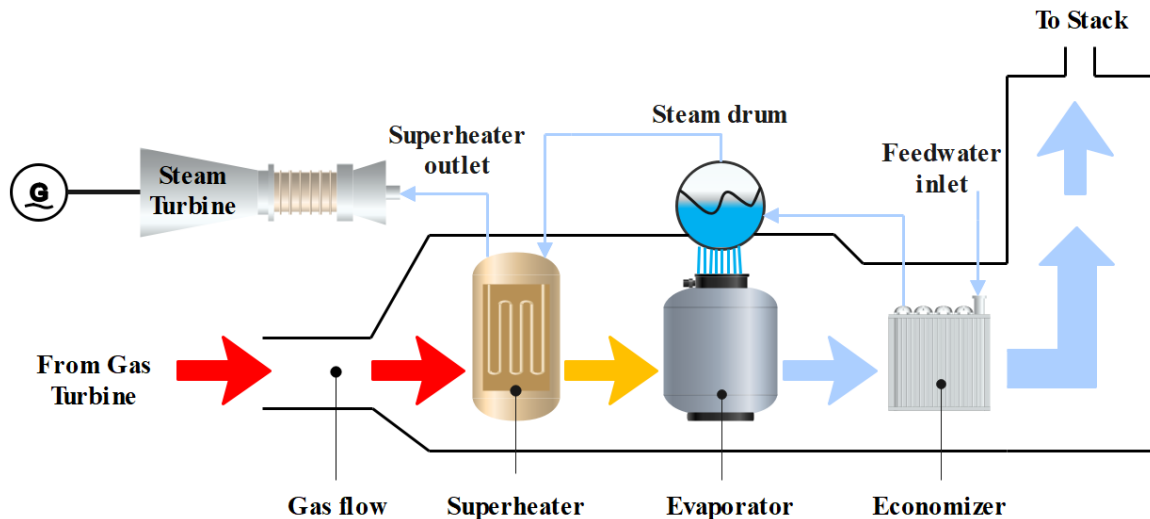 To Stack
Steam drum
Superheater
outlet
Feedwater
inlet
Steam
Turbine
G
From Gas
Turbine
Gas flow
Superheater
Evaporator
Economizer